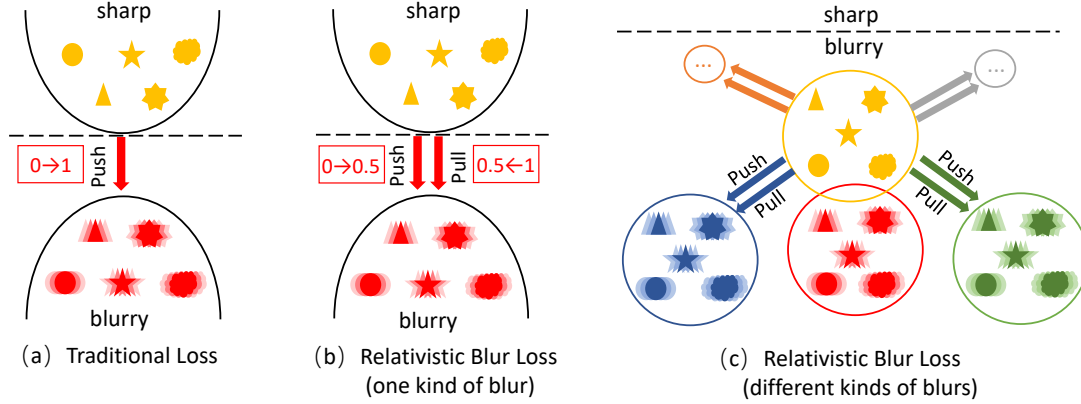 sharp
0→1
Push
blurry
（a） Traditional Loss
sharp
0→0.5
Push
Pull
0.5←1
blurry
（b） Relativistic Blur Loss
(one kind of blur)
sharp
blurry
...
...
Push
Pull
Push
Pull
（c） Relativistic Blur Loss
(different kinds of blurs)